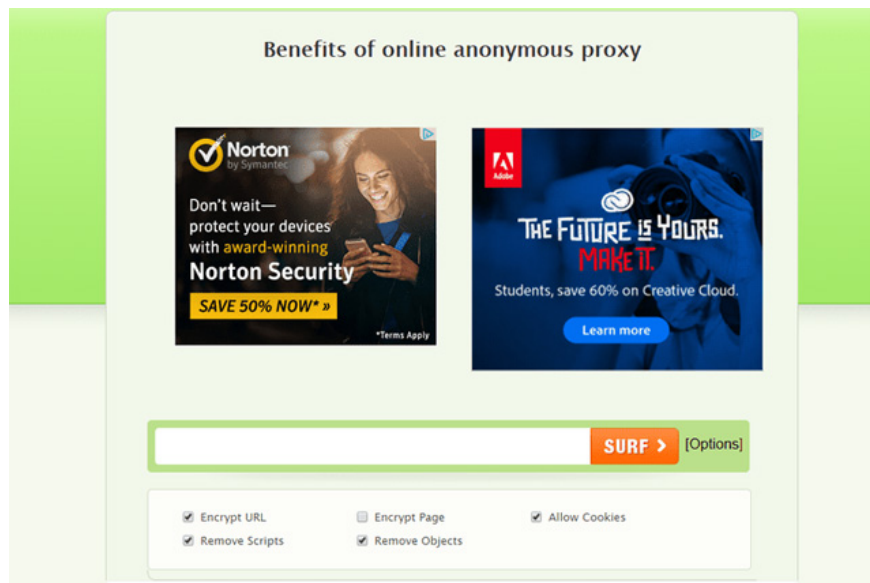 Benefits of online anonymous proxy
Norton
by Symantec
Don't wait—
protect your devices
with award-winning
Norton Security
SAVE 50% NOW* »
*Terms Apply
Adobe
THE FUTURE IS YOURS.
MAKE IT.
Students, save 60% on Creative Cloud.
Learn more
SURF > [Options]
Encrypt URL Encrypt Page Allow Cookies
Remove Scripts Remove Objects